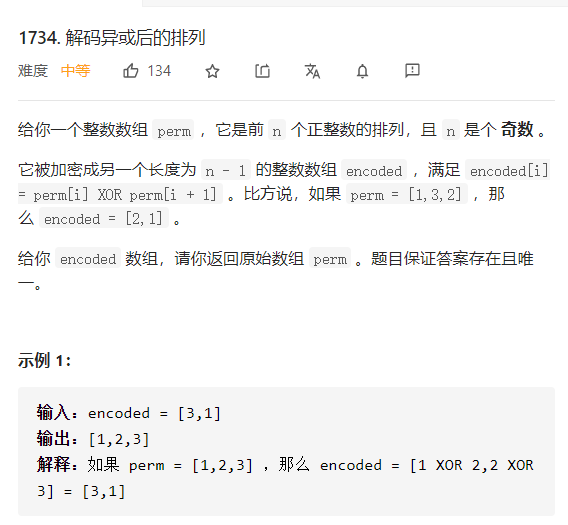 1734. 解码异或后的排列
难度 中等 134
给你一个整数数组 perm ，它是前 n 个正整数的排列，且 n 是个 奇数 。
它被加密成另一个长度为 n - 1 的整数数组 encoded ，满足 encoded[i]
= perm[i] XOR perm[i + 1] 。比方说，如果 perm = [1,3,2] ，那
么 encoded = [2,1] 。
给你 encoded 数组，请你返回原始数组 perm 。题目保证答案存在且唯
一。
示例 1：
输入：encoded = [3,1]
输出：[1,2,3]
解释：如果 perm = [1,2,3] ，那么 encoded = [1 XOR 2,2 XOR
3] = [3,1]